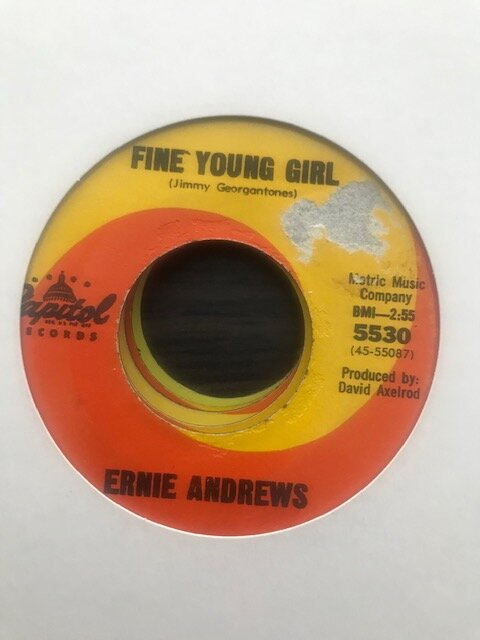 FINE YOUNG GIRL
(Jimmy Georgantones)
Capitol
RECORDS
Metric Music
Company
BMI—2:55
5530
(45-55087)
Produced by:
David Axelrod
ERNIE ANDREWS